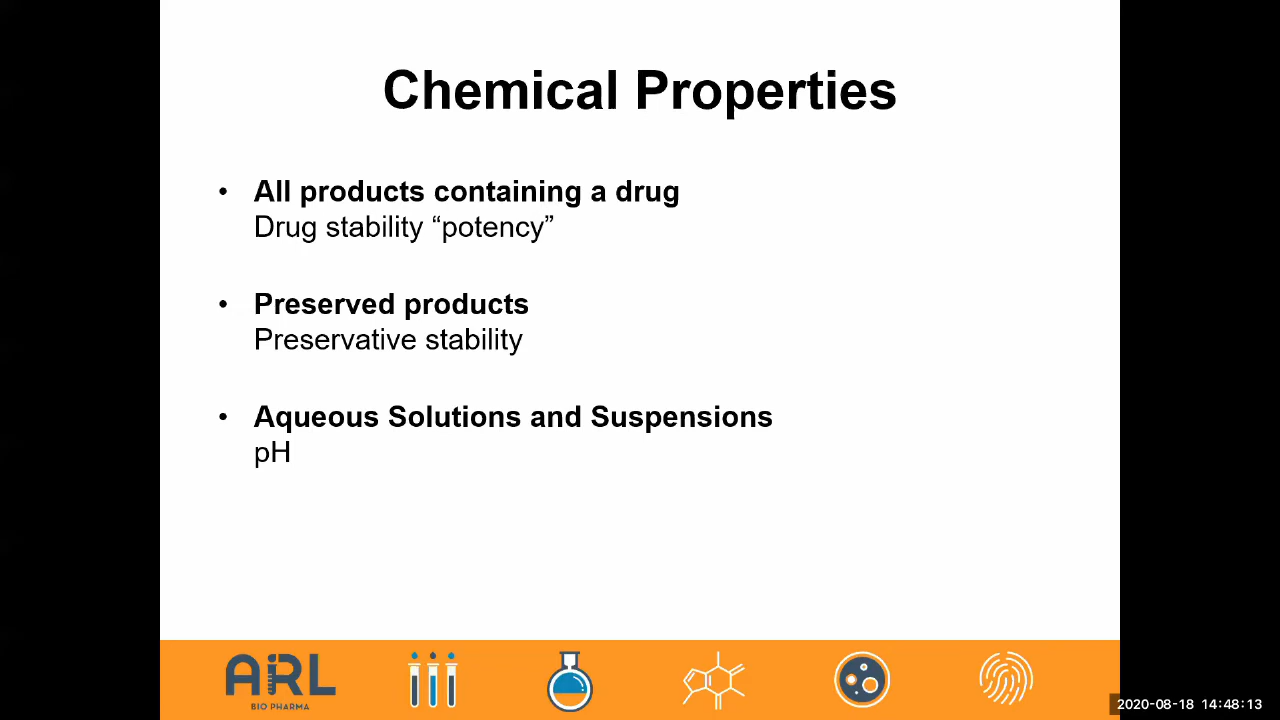 Chemical Properties
• All products containing a drug
Drug stability “potency”
• Preserved products
Preservative stability
• Aqueous Solutions and Suspensions
pH
ARL
BIO PHARMA
2020-08-18 14:48:13